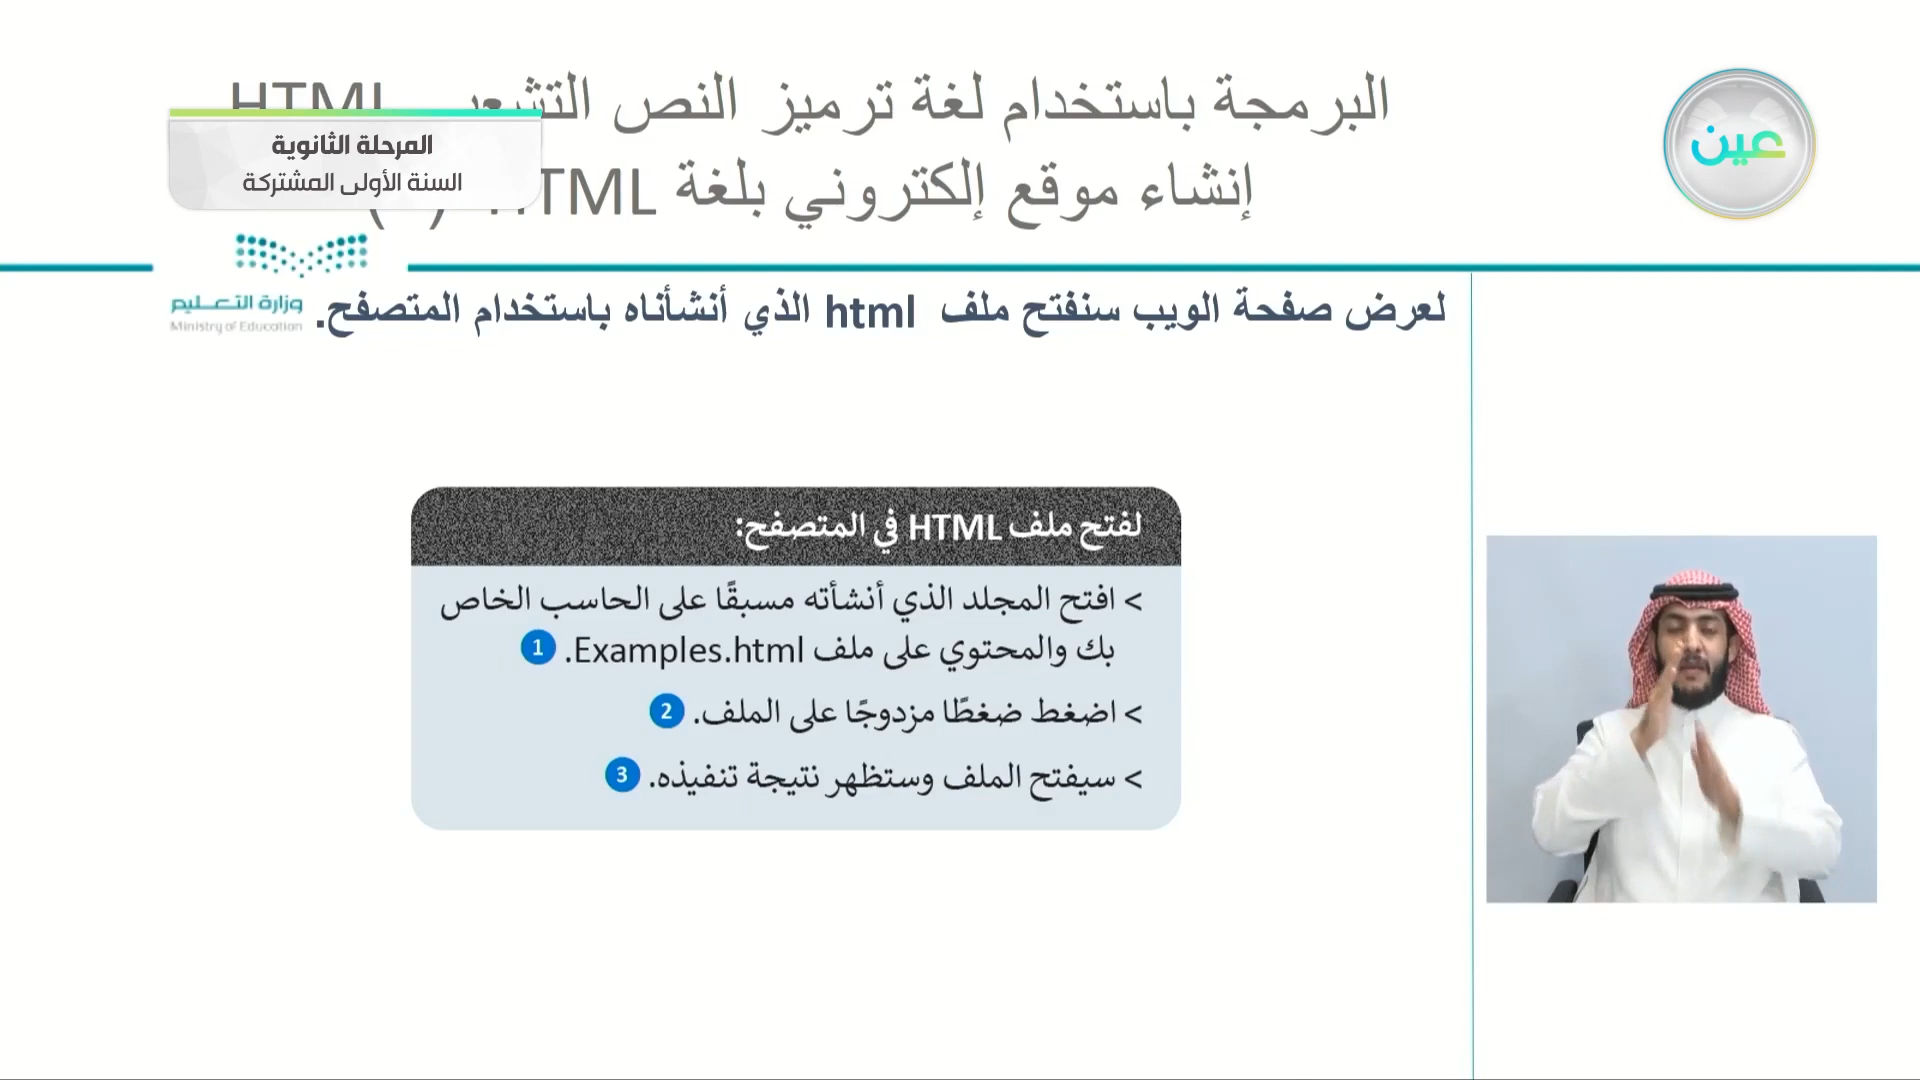 البرمجة باستخدام لغة ترميز النص HTML
إنشاء موقع إلكتروني بلغة HTML
المرحلة الثانوية
السنة الأولى المشتركة
عين
وزارة التعليم
Ministry of Education
لعرض صفحة الويب سنفتح ملف html الذي أنشأناه باستخدام المتصفح.
لفتح ملف HTML في المتصفح:
> افتح المجلد الذي أنشأته مسبقًا على الحاسب الخاص
بك والمحتوي على ملف Examples.html. 1
> اضغط ضغطًا مزدوجًا على الملف. 2
> سيفتح الملف وستظهر نتيجة تنفيذه. 3